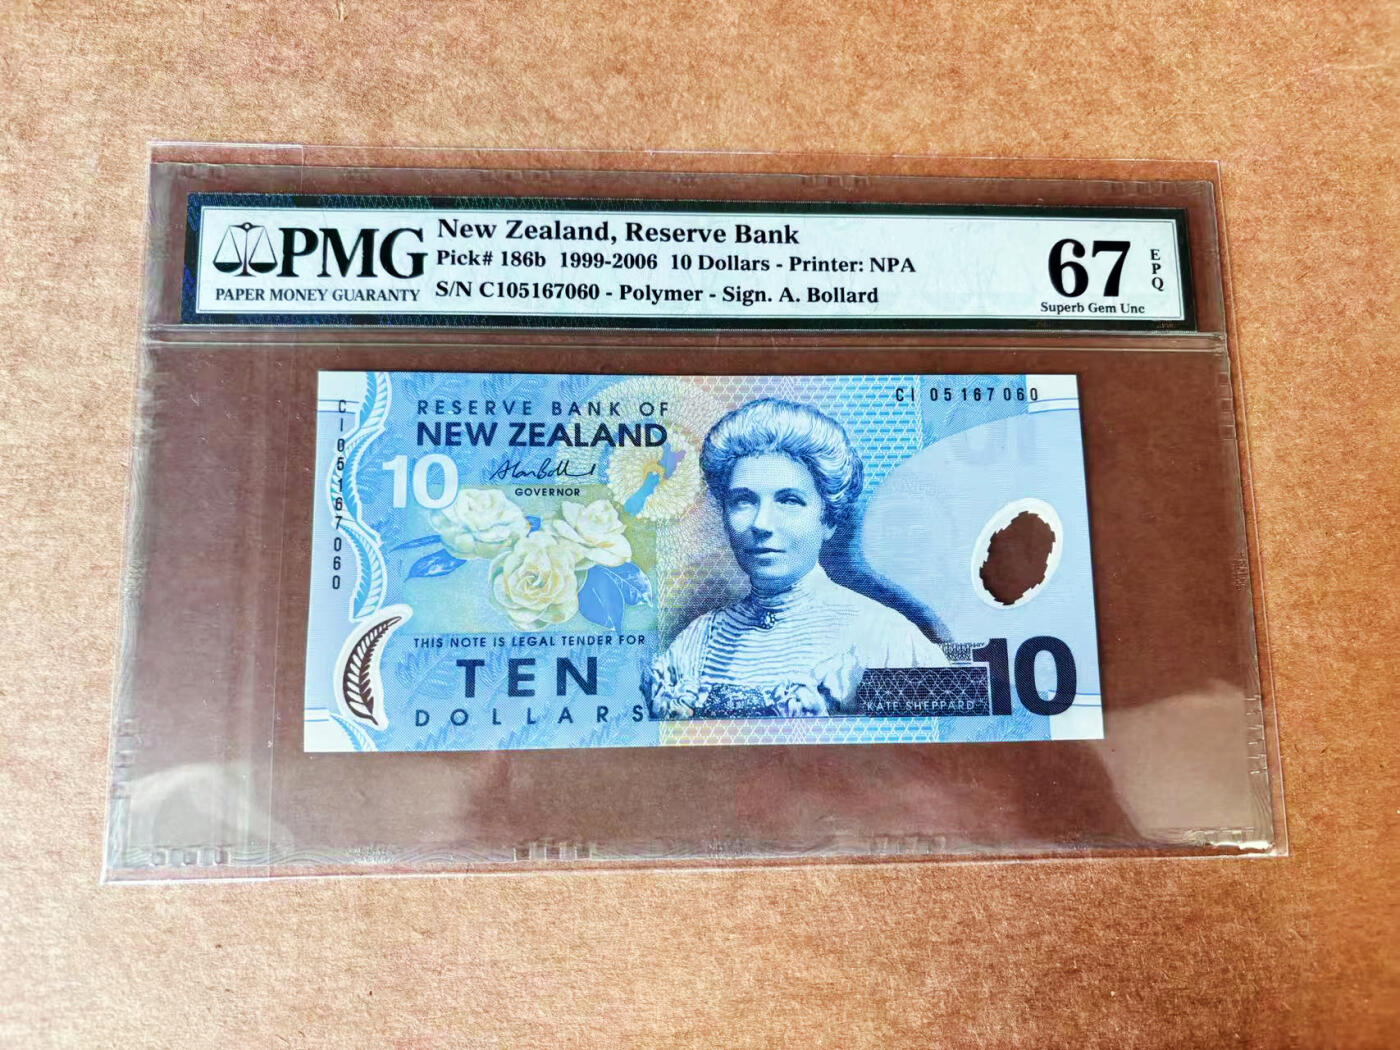 PMG
PAPER MONEY GUARANTY
New Zealand, Reserve Bank
Pick# 186b 1999-2006 10 Dollars - Printer: NPA
S/N C105167060 - Polymer - Sign. A. Bollard
67
EPQ
Superb Gem Unc
CI 05167060
CI05167060
RESERVE BANK OF
NEW ZEALAND
10
GOVERNOR
THIS NOTE IS LEGAL TENDER FOR
TEN
DOLLARS
KATE SHEPPARD
10